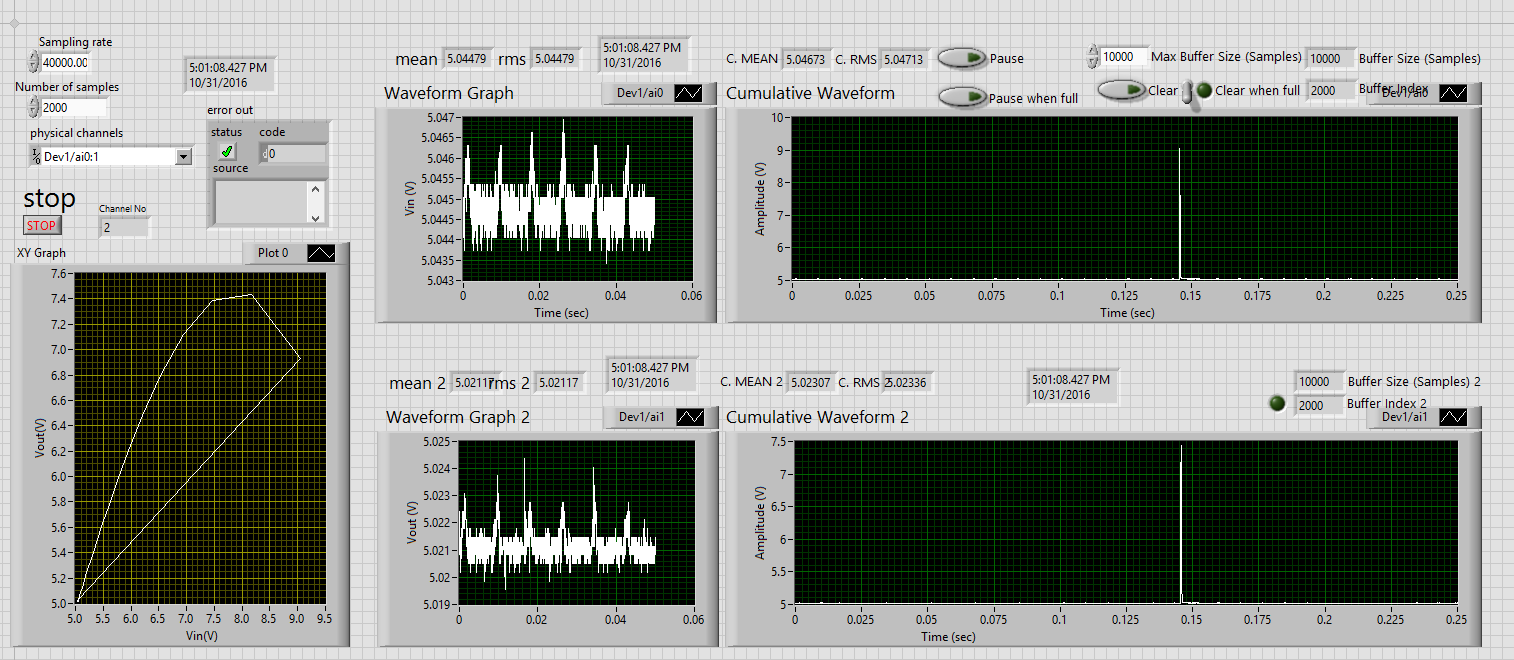 Sampling rate
40000.00
Number of samples
2000
physical channels
Dev1/ai0:1
stop
STOP
Channel No
2
5:01:08.427 PM
10/31/2016
error out
status code
d0
source
XY Graph
Plot 0
7.6
7.4
7.2
7.0
6.8
6.6
6.4
6.2
6.0
5.8
5.6
5.4
5.2
5.0
Vout(V)
5.0 5.5 6.0 6.5 7.0 7.5 8.0 8.5 9.0 9.5
Vin(V)
mean 5.04479 rms 5.04479
5:01:08.427 PM
10/31/2016
Waveform Graph
Dev1/ai0
5.047
5.0465
5.046
5.0455
5.045
5.0445
5.044
5.0435
5.043
Vin (V)
0 0.02 0.04 0.06
Time (sec)
C. MEAN 5.04673 C. RMS 5.04713
Pause
Pause when full
10000 Max Buffer Size (Samples) 10000 Buffer Size (Samples)
Clear Clear when full 2000 Buffer Index
Cumulative Waveform
Dev1/ai0
10
9
8
7
6
5
Amplitude (V)
0 0.025 0.05 0.075 0.1 0.125 0.15 0.175 0.2 0.225 0.25
Time (sec)
mean 2 5.02117 rms 2 5.02117
5:01:08.427 PM
10/31/2016
Waveform Graph 2
Dev1/ai1
5.025
5.024
5.023
5.022
5.021
5.02
5.019
Vout (V)
0 0.02 0.04 0.06
C. MEAN 2 5.02307 C. RMS 2 5.02336
5:01:08.427 PM
10/31/2016
10000 Buffer Size (Samples) 2
2000 Buffer Index 2
Cumulative Waveform 2
Dev1/ai1
7.5
7
6.5
6
5.5
5
Amplitude (V)
0 0.025 0.05 0.075 0.1 0.125 0.15 0.175 0.2 0.225 0.25
Time (sec)